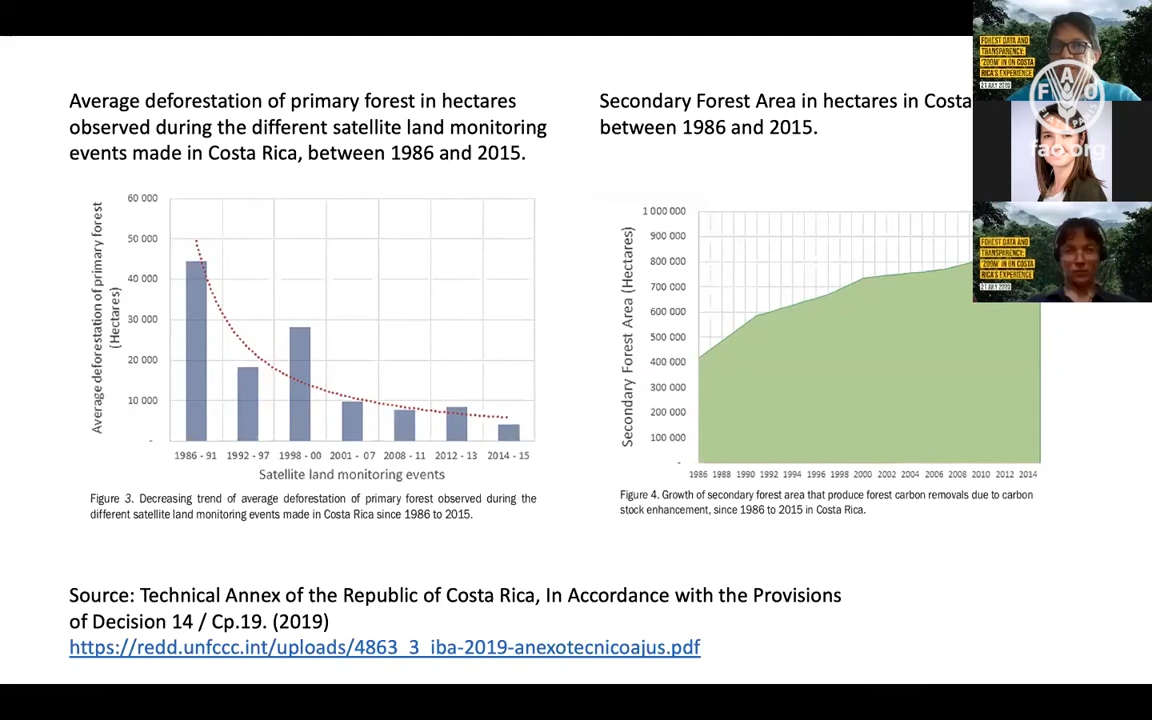 Average deforestation of primary forest in hectares
observed during the different satellite land monitoring
events made in Costa Rica, between 1986 and 2015.
60 000
50 000
40 000
30 000
20 000
10 000
-
Average deforestation of primary forest
(Hectares)
1986 - 91 1992 - 97 1998 - 00 2001 - 07 2008 - 11 2012 - 13 2014 - 15
Satellite land monitoring events
Figure 3. Decreasing trend of average deforestation of primary forest observed during the
different satellite land monitoring events made in Costa Rica since 1986 to 2015.
Secondary Forest Area in hectares in Costa
between 1986 and 2015.
1 000 000
900 000
800 000
700 000
600 000
500 000
400 000
300 000
200 000
100 000
-
Secondary Forest Area (Hectares)
1986 1988 1990 1992 1994 1996 1998 2000 2002 2004 2006 2008 2010 2012 2014
Figure 4. Growth of secondary forest area that produce forest carbon removals due to carbon
stock enhancement, since 1986 to 2015 in Costa Rica.
Source: Technical Annex of the Republic of Costa Rica, In Accordance with the Provisions
of Decision 14 / Cp.19. (2019)
https://redd.unfccc.int/uploads/4863_3_iba-2019-anexotecnicoajus.pdf
FOREST DATA AND
TRANSPARENCY:
'ZOOM' IN ON COSTA
RICA'S EXPERIENCE
21 JULY 2020
FAO
fao.org
FOREST DATA AND
TRANSPARENCY:
'ZOOM' IN ON COSTA
RICA'S EXPERIENCE
21 JULY 2020